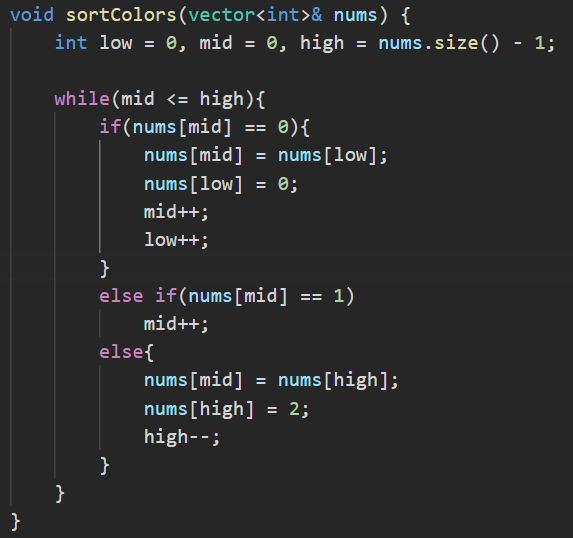 void sortColors(vector<int>& nums) {
    int low = 0, mid = 0, high = nums.size() - 1;

    while(mid <= high){
        if(nums[mid] == 0){
            nums[mid] = nums[low];
            nums[low] = 0;
            mid++;
            low++;
        }
        else if(nums[mid] == 1)
            mid++;
        else{
            nums[mid] = nums[high];
            nums[high] = 2;
            high--;
        }
    }
}